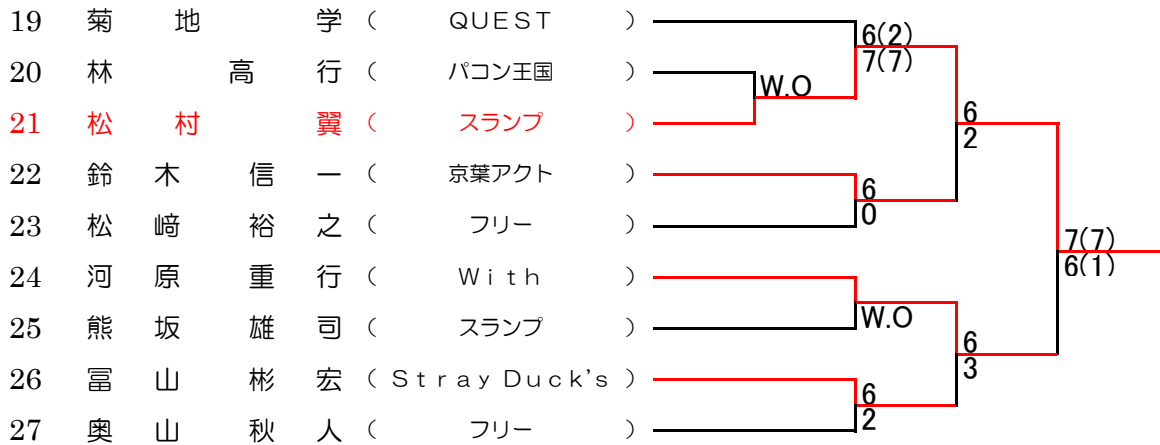 19 菊 地 学 （ ＱＵＥＳＴ ）
6(2)
20 林 高 行 （ パコン王国 ） 7(7)
W.O
21 松 村 翼 （ スランプ ） 6
2
22 鈴 木 信 一 （ 京葉アクト ） 6
0
23 松 﨑 裕 之 （ フリー ） 7(7)
6(1)
24 河 原 重 行 （ Ｗｉｔｈ ）
25 熊 坂 雄 司 （ スランプ ） W.O
6
3
26 冨 山 彬 宏 （ Ｓｔｒａｙ Ｄｕｃｋ'ｓ ） 6
27 奥 山 秋 人 （ フリー ） 2